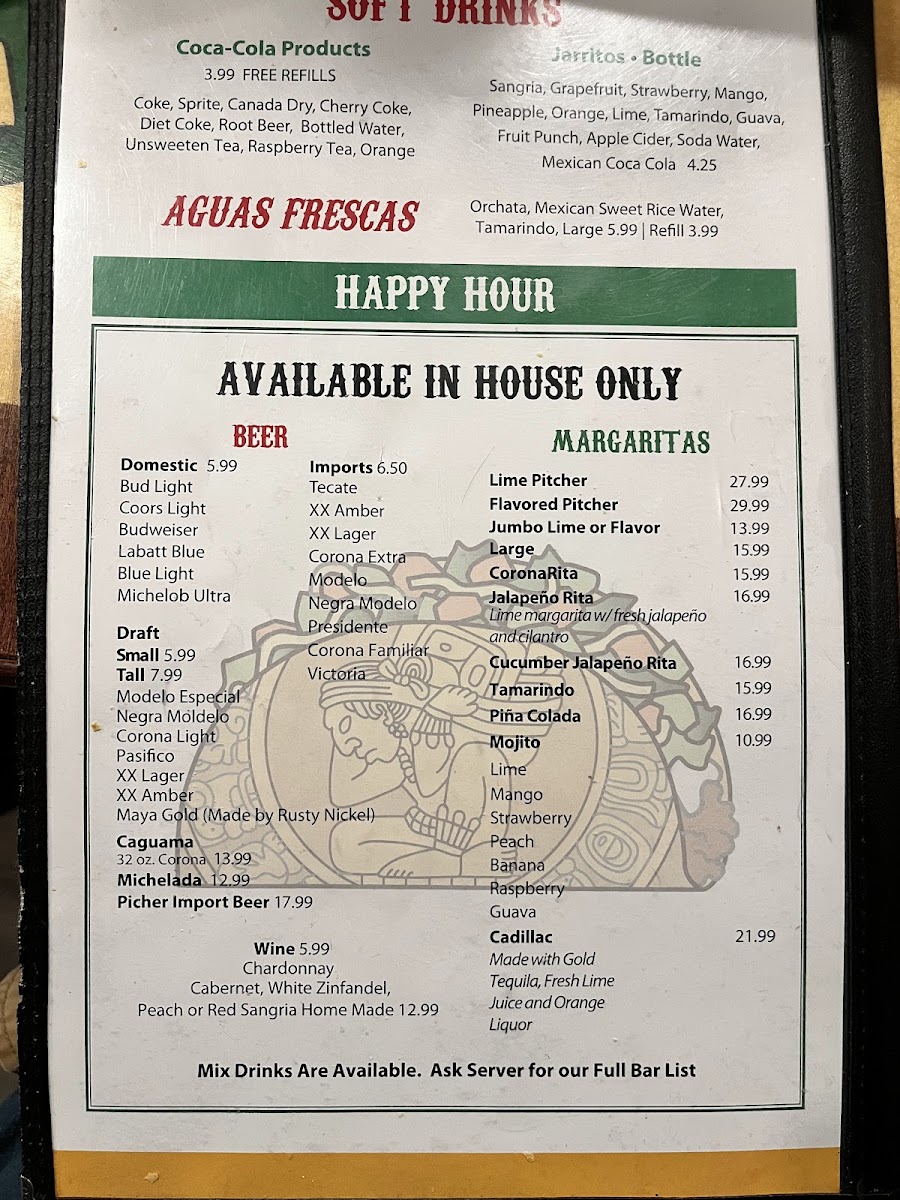 SOFT DRINKS
Coca-Cola Products
3.99 FREE REFILLS
Coke, Sprite, Canada Dry, Cherry Coke,
Diet Coke, Root Beer, Bottled Water,
Unsweeten Tea, Raspberry Tea, Orange
Jarritos • Bottle
Sangria, Grapefruit, Strawberry, Mango,
Pineapple, Orange, Lime, Tamarindo, Guava,
Fruit Punch, Apple Cider, Soda Water,
Mexican Coca Cola 4.25
AGUAS FRESCAS
Orchata, Mexican Sweet Rice Water,
Tamarindo, Large 5.99 | Refill 3.99
HAPPY HOUR
AVAILABLE IN HOUSE ONLY
BEER
Domestic 5.99
Bud Light
Coors Light
Budweiser
Labatt Blue
Blue Light
Michelob Ultra
Draft
Small 5.99
Tall 7.99
Modelo Especial
Negra Moldelo
Corona Light
Pasifico
XX Lager
XX Amber
Maya Gold (Made by Rusty Nickel)
Caguama
32 oz. Corona 13.99
Michelada 12.99
Picher Import Beer 17.99
Imports 6.50
Tecate
XX Amber
XX Lager
Corona Extra
Modelo
Negra Modelo
Presidente
Corona Familiar
Victoria
Wine 5.99
Chardonnay
Cabernet, White Zinfandel,
Peach or Red Sangria Home Made 12.99
MARGARITAS
Lime Pitcher 27.99
Flavored Pitcher 29.99
Jumbo Lime or Flavor 13.99
Large 15.99
CoronaRita 15.99
Jalapeño Rita 16.99
Lime margarita w/ fresh jalapeño
and cilantro
Cucumber Jalapeño Rita 16.99
Tamarindo 15.99
Piña Colada 16.99
Mojito 10.99
Lime
Mango
Strawberry
Peach
Banana
Raspberry
Guava
Cadillac 21.99
Made with Gold
Tequila, Fresh Lime
Juice and Orange
Liquor
Mix Drinks Are Available. Ask Server for our Full Bar List